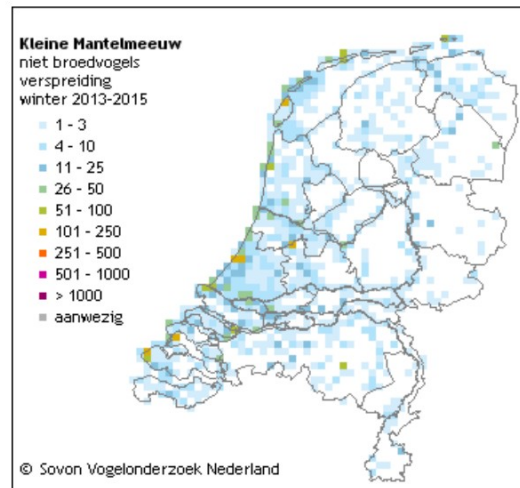 Kleine Mantelmeeuw
niet broedvogels
verspreiding
winter 2013-2015
1 - 3
4 - 10
11 - 25
26 - 50
51 - 100
101 - 250
251 - 500
501 - 1000
> 1000
aanwezig
© Sovon Vogelonderzoek Nederland